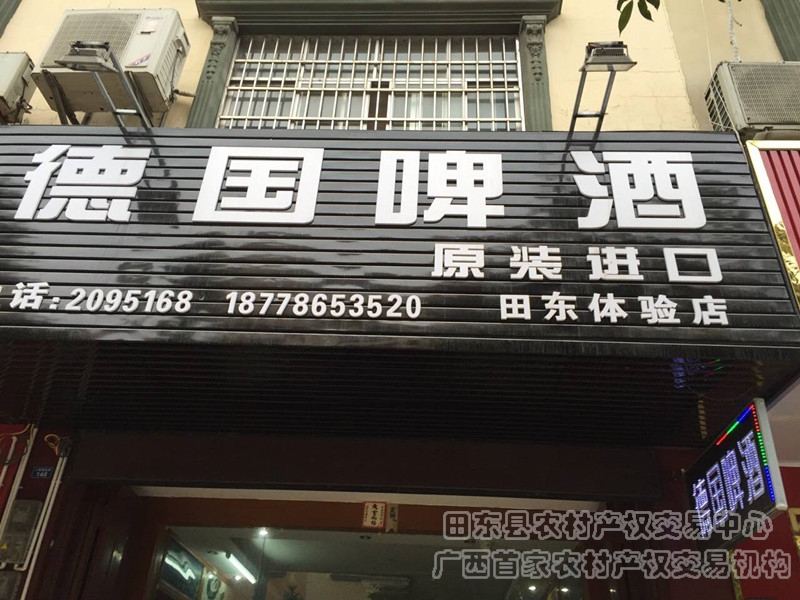 德国啤酒
原装进口
话:2095168 18778653520 田东体验店
德国啤酒
田东县农村产权交易中心
广西首家农村产权交易机构